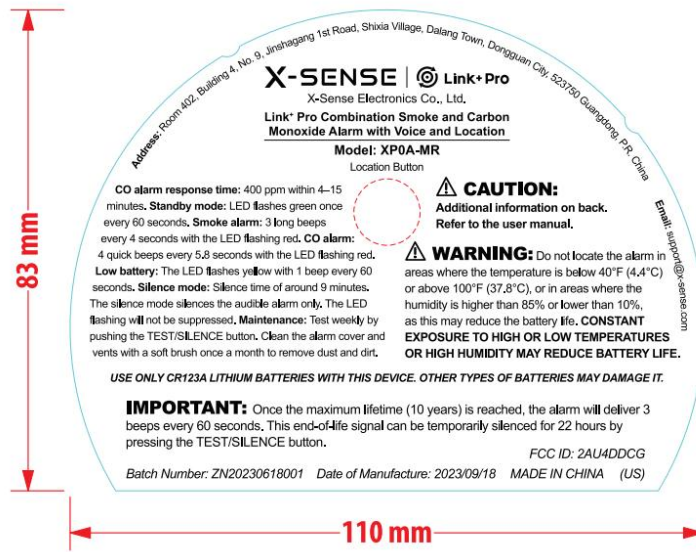 Address: Room 402, Building 4, No. 9, Jinshagang 1st Road, Shixia Village, Dalang Town, Dongguan City, 523750 Guangdong, P.R. China
Email: support@x-sense.com
X-SENSE | Link+Pro
X-Sense Electronics Co., Ltd.
Link+ Pro Combination Smoke and Carbon
Monoxide Alarm with Voice and Location
Model: XP0A-MR
Location Button
CO alarm response time: 400 ppm within 4–15
minutes. Standby mode: LED flashes green once
every 60 seconds. Smoke alarm: 3 long beeps
every 4 seconds with the LED flashing red. CO alarm:
4 quick beeps every 5.8 seconds with the LED flashing red.
Low battery: The LED flashes yellow with 1 beep every 60
seconds. Silence mode: Silence time of around 9 minutes.
The silence mode silences the audible alarm only. The LED
flashing will not be suppressed. Maintenance: Test weekly by
pushing the TEST/SILENCE button. Clean the alarm cover and
vents with a soft brush once a month to remove dust and dirt.
CAUTION:
Additional information on back.
Refer to the user manual.
WARNING: Do not locate the alarm in
areas where the temperature is below 40°F (4.4°C)
or above 100°F (37.8°C), or in areas where the
humidity is higher than 85% or lower than 10%,
as this may reduce the battery life. CONSTANT
EXPOSURE TO HIGH OR LOW TEMPERATURES
OR HIGH HUMIDITY MAY REDUCE BATTERY LIFE.
USE ONLY CR123A LITHIUM BATTERIES WITH THIS DEVICE. OTHER TYPES OF BATTERIES MAY DAMAGE IT.
IMPORTANT: Once the maximum lifetime (10 years) is reached, the alarm will deliver 3
beeps every 60 seconds. This end-of-life signal can be temporarily silenced for 22 hours by
pressing the TEST/SILENCE button.
FCC ID: 2AU4DDCG
Batch Number: ZN20230618001 Date of Manufacture: 2023/09/18 MADE IN CHINA (US)
83 mm
110 mm